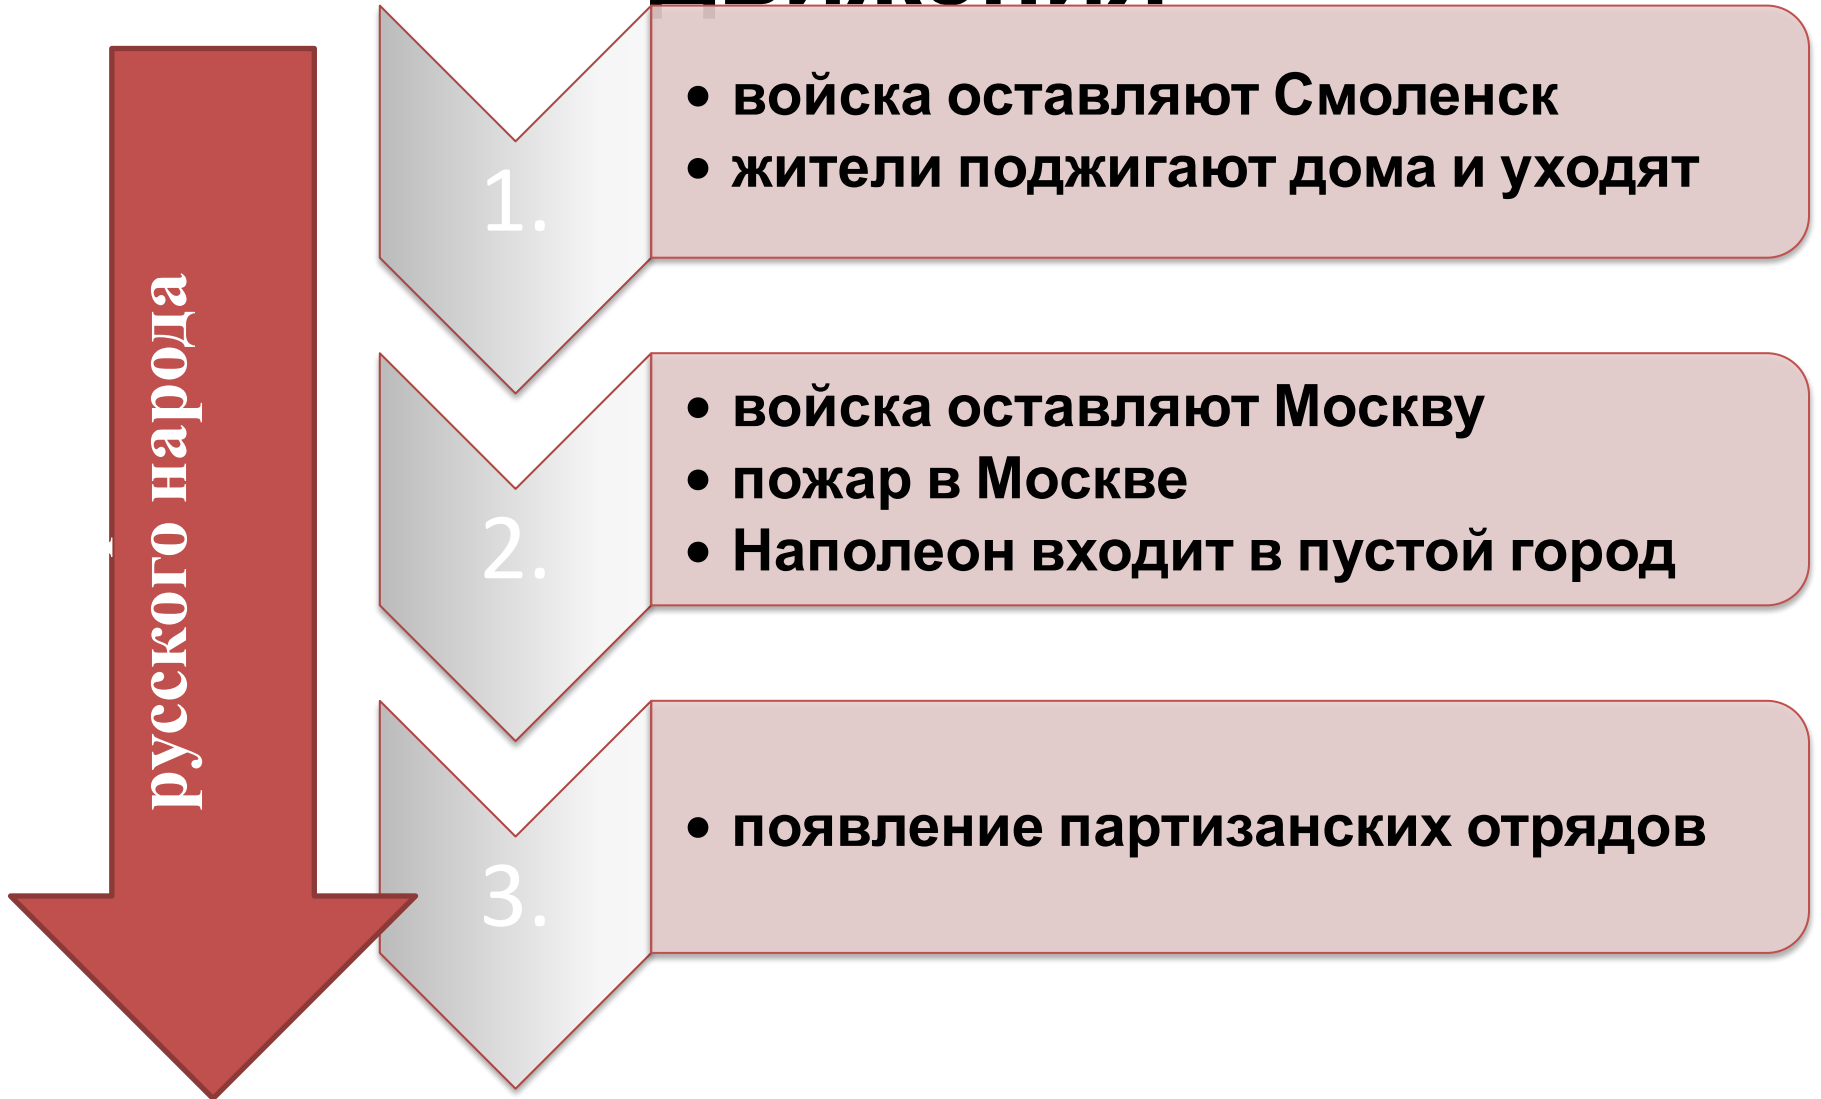 движения
1.
• войска оставляют Смоленск
• жители поджигают дома и уходят
русского народа
2.
• войска оставляют Москву
• пожар в Москве
• Наполеон входит в пустой город
3.
• появление партизанских отрядов